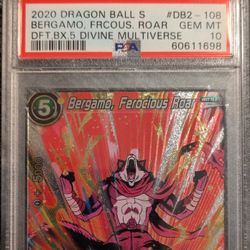 2020 DRAGON BALL S #DB2-108
BERGAMO, FRCOUS. ROAR GEM MT
DFT.BX.5 DIVINE MULTIVERSE 10
PSA 60611698
5 Bergamo, Ferocious Roar
5000